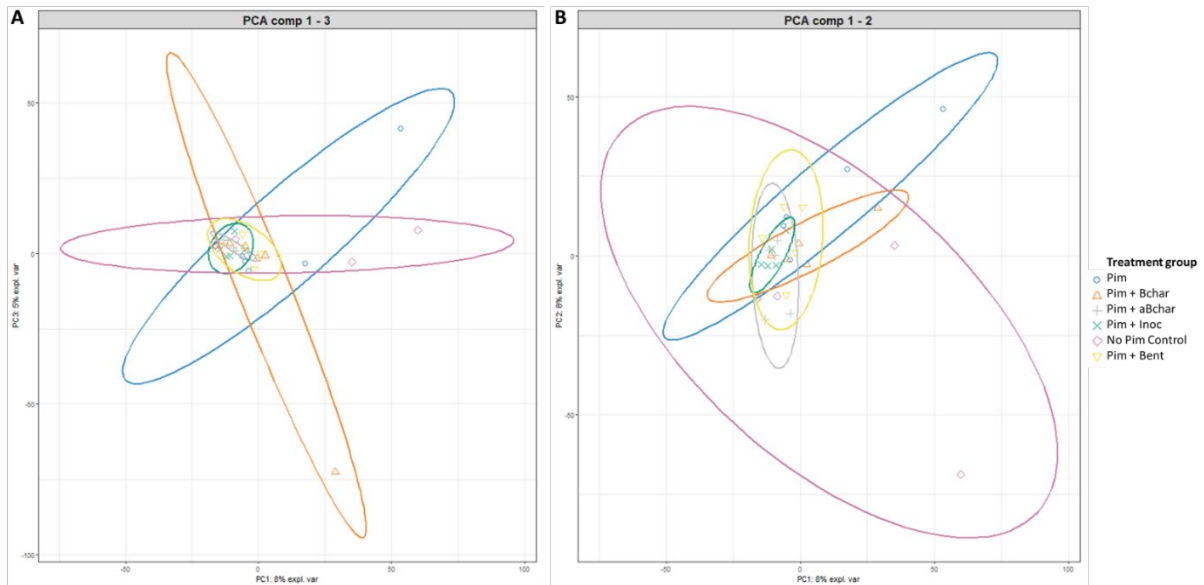 A
PCA comp 1 - 3
50
0
-50
-100
PC3: 5% expl. var
-50
0
50
100
PC1: 8% expl. var
B
PCA comp 1 - 2
50
0
-50
PC2: 8% expl. var
-50
0
50
100
PC1: 8% expl. var
Treatment group
Pim
Pim + Bchar
Pim + aBchar
Pim + Inoc
No Pim Control
Pim + Bent